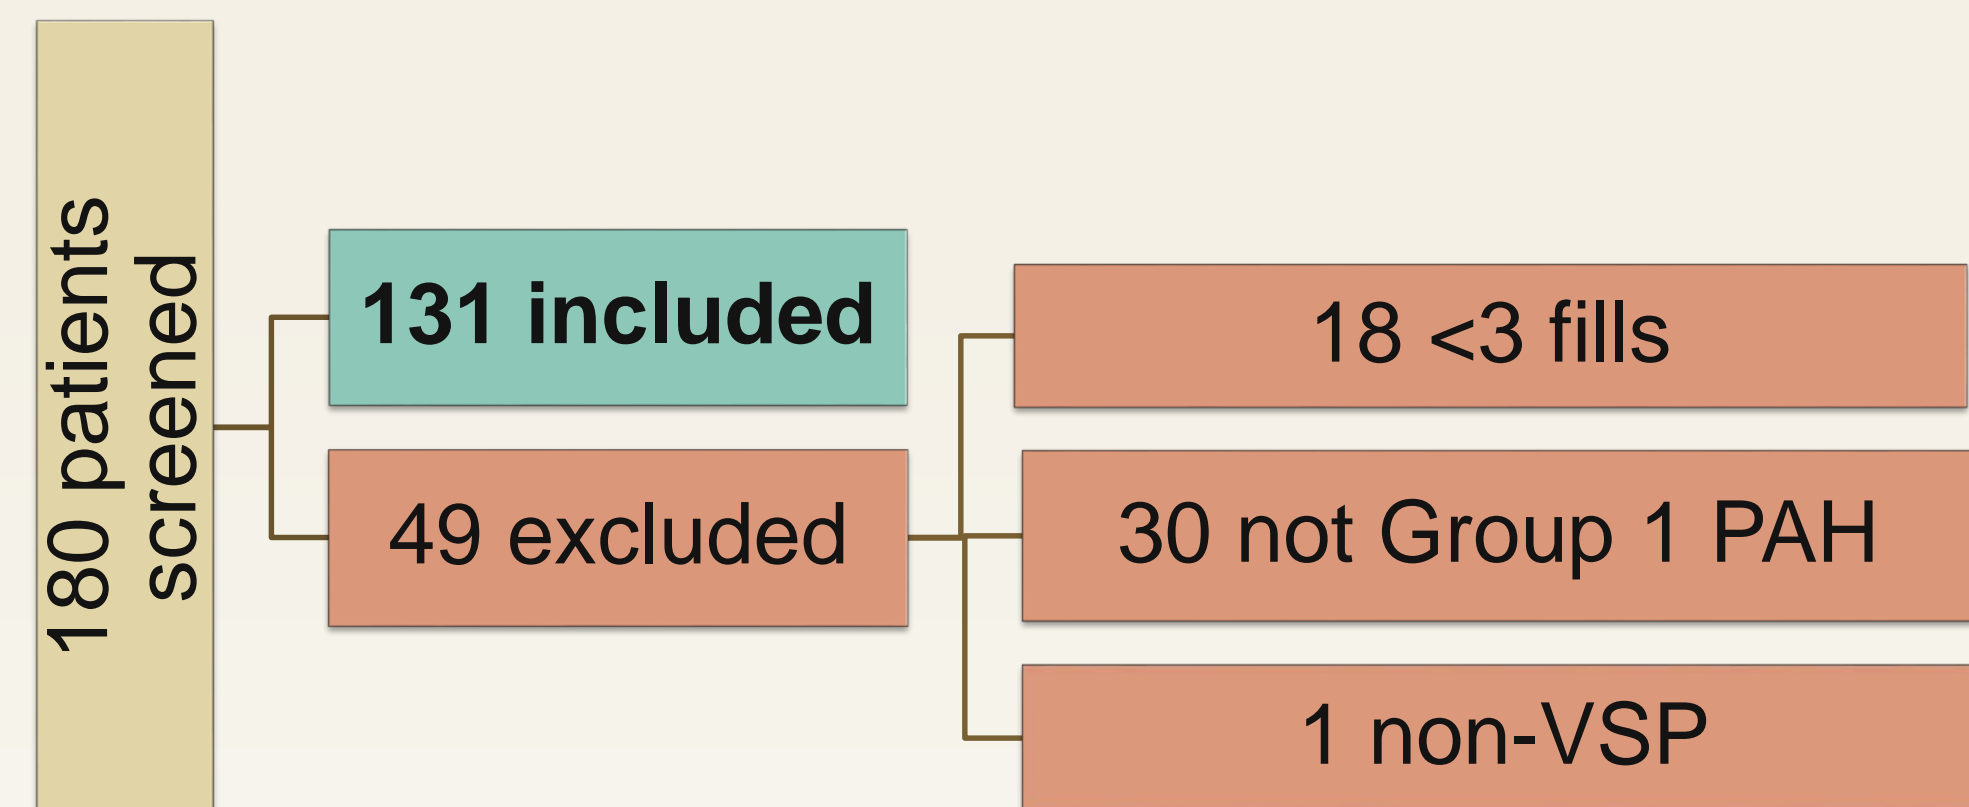 180 patients
screened
131 included
49 excluded
18 <3 fills
30 not Group 1 PAH
1 non-VSP